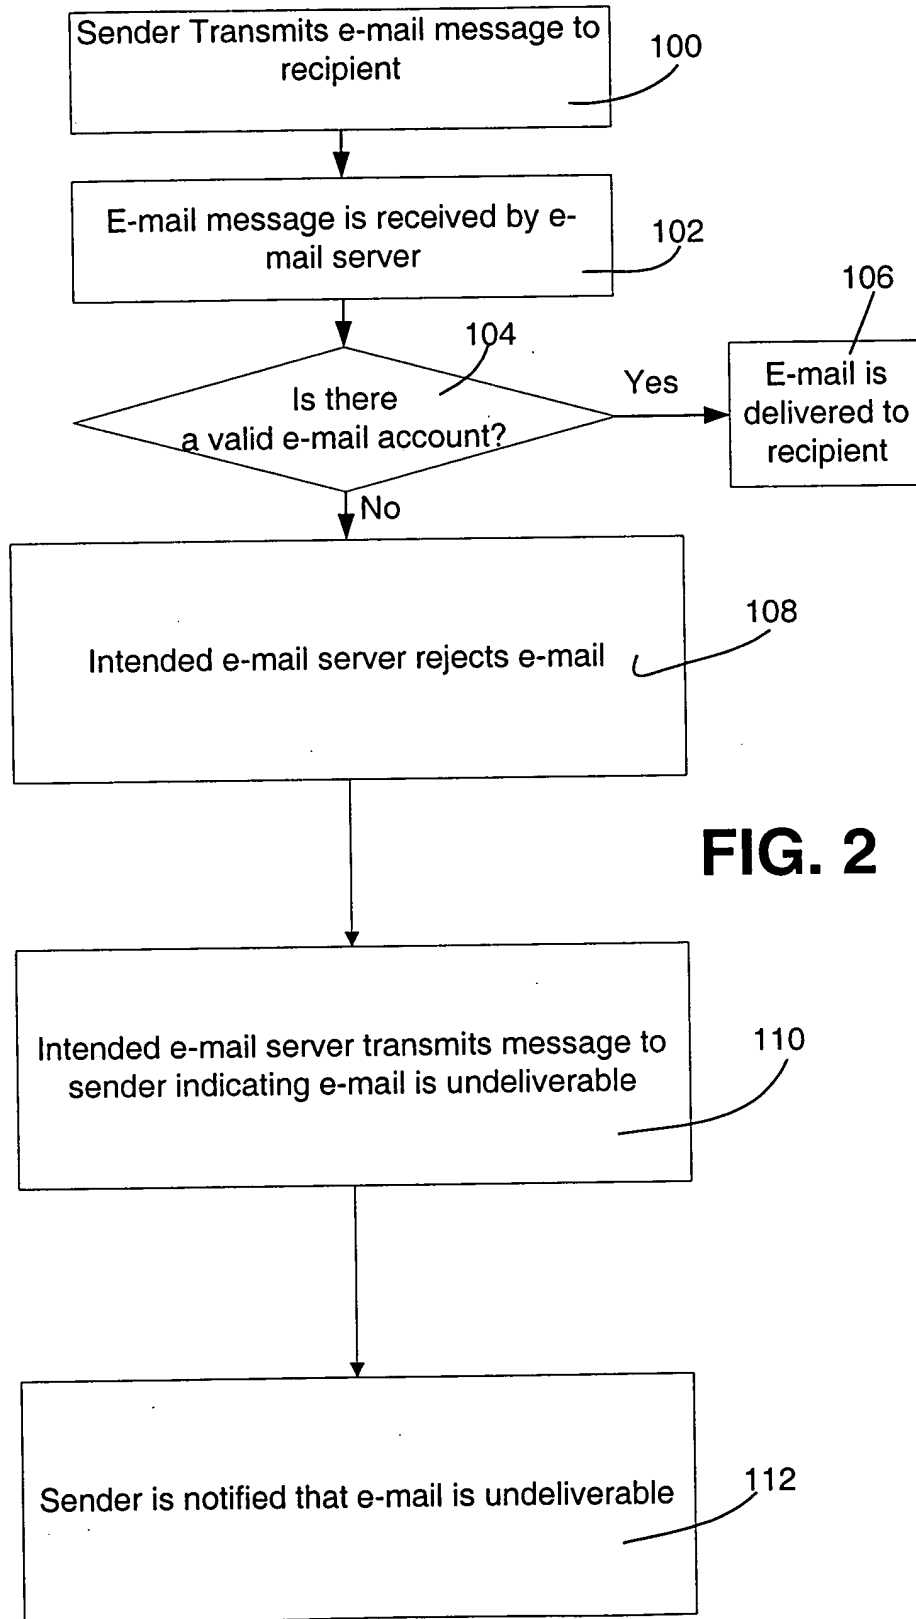 Sender Transmits e-mail message to
recipient
100
E-mail message is received by e-
mail server
102
104
Is there
a valid e-mail account?
Yes
106
E-mail is
delivered to
recipient
No
Intended e-mail server rejects e-mail
108
FIG. 2
Intended e-mail server transmits message to
sender indicating e-mail is undeliverable
110
Sender is notified that e-mail is undeliverable
112